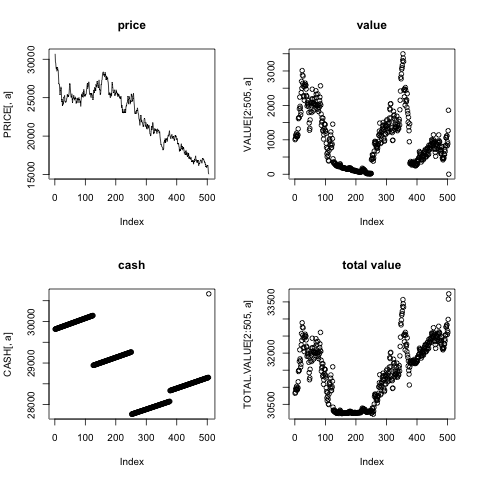 price
PRICE[, a]
15000 20000 25000 30000
0 100 200 300 400 500
Index
value
VALUE[2:505, a]
0 1000 2000 3000
0 100 200 300 400 500
Index
cash
CASH[, a]
28000 29000 30000
0 100 200 300 400 500
Index
total value
TOTAL.VALUE[2:505, a]
30500 32000 33500
0 100 200 300 400 500
Index